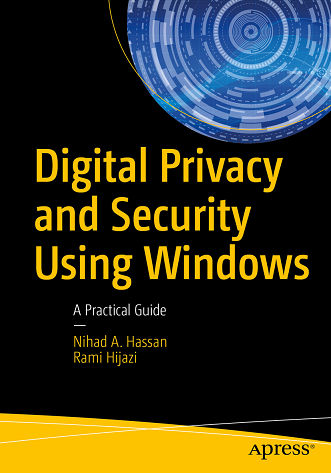 Digital Privacy
and Security
Using Windows
A Practical Guide
Nihad A. Hassan
Rami Hijazi
Apress®